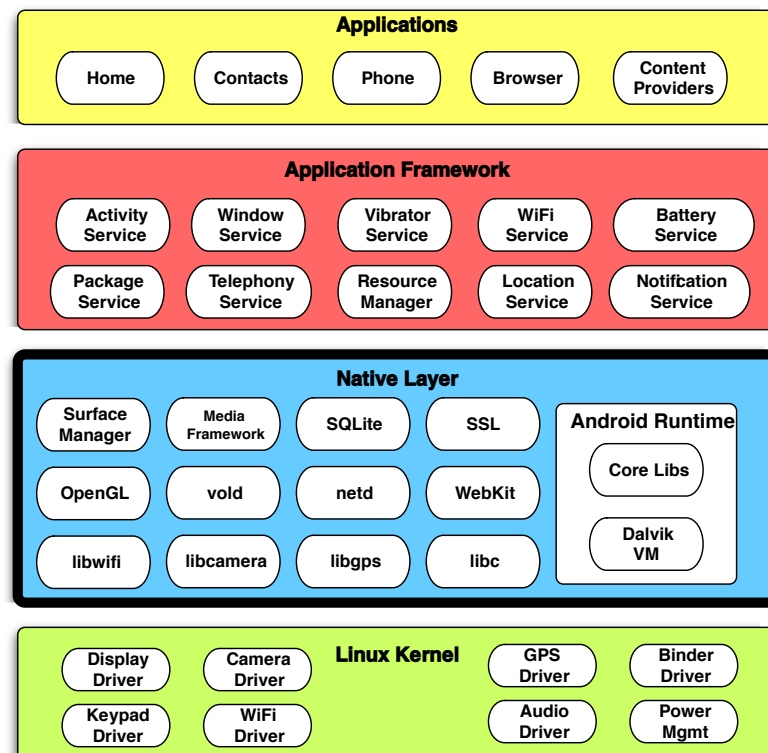 Applications
Home
Contacts
Phone
Browser
Content
Providers
Application Framework
Activity
Service
Window
Service
Vibrator
Service
WiFi
Service
Battery
Service
Package
Service
Telephony
Service
Resource
Manager
Location
Service
Notification
Service
Native Layer
Surface
Manager
Media
Framework
SQLite
SSL
OpenGL
vold
netd
WebKit
libwifi
libcamera
libgps
libc
Android Runtime
Core Libs
Dalvik
VM
Linux Kernel
Display
Driver
Camera
Driver
GPS
Driver
Binder
Driver
Keypad
Driver
WiFi
Driver
Audio
Driver
Power
Mgmt